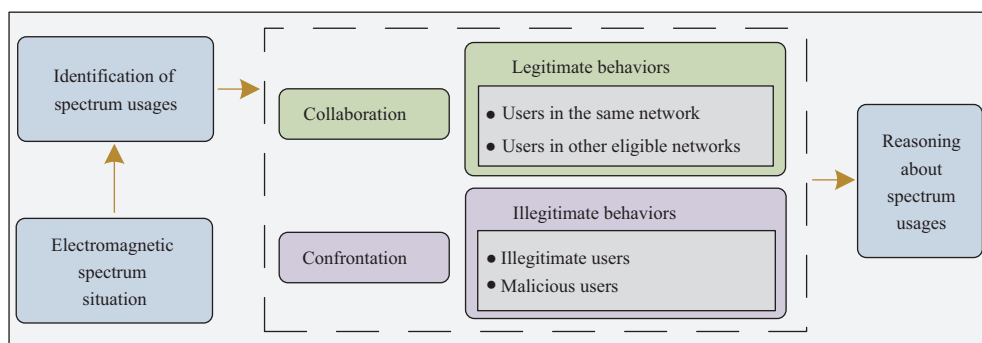 Identification of
spectrum usages
Electromagnetic
spectrum
situation
Collaboration
Legitimate behaviors
● Users in the same network
● Users in other eligible networks
Confrontation
Illegitimate behaviors
● Illegitimate users
● Malicious users
Reasoning
about
spectrum
usages